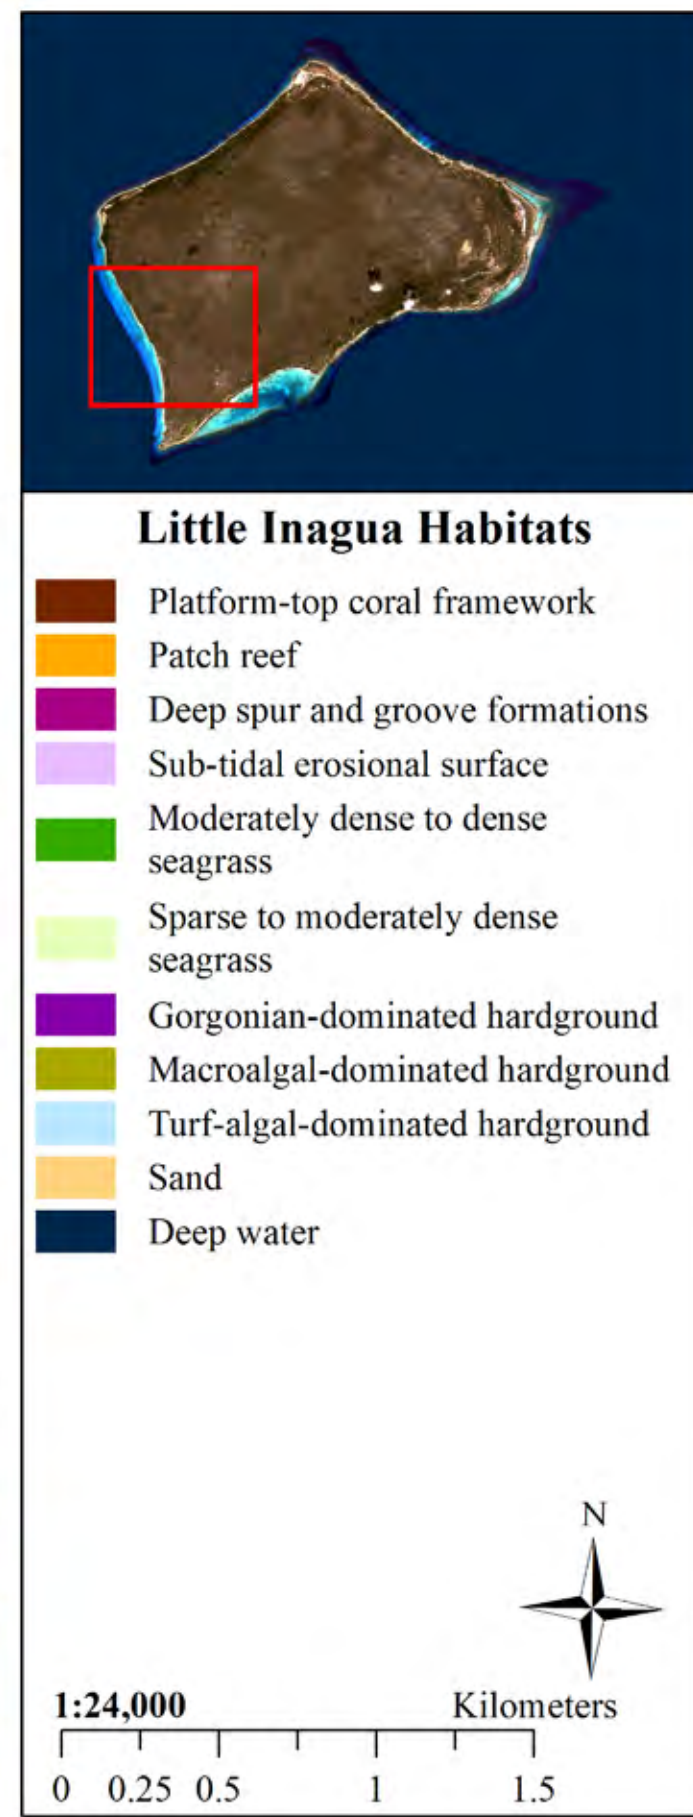 Little Inagua Habitats
Platform-top coral framework
Patch reef
Deep spur and groove formations
Sub-tidal erosional surface
Moderately dense to dense
seagrass
Sparse to moderately dense
seagrass
Gorgonian-dominated hardground
Macroalgal-dominated hardground
Turf-algal-dominated hardground
Sand
Deep water
N
1:24,000 Kilometers
0 0.25 0.5 1 1.5